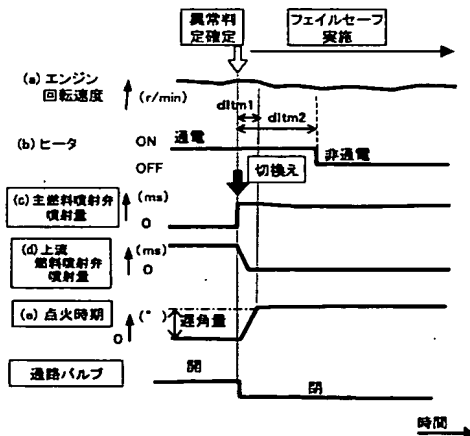 異常判
定確定
フェイルセーフ
実施
(a)エンジン
回転速度
(r/min)
dltm1
dltm2
(b)ヒータ
ON
通電
OFF
非通電
切換え
(c)主燃料噴射弁
噴射量
(ms)
0
(d)上流
燃料噴射弁
噴射量
(ms)
0
(e)点火時期
(°)
遅角量
0
通路バルブ
開
閉
時間